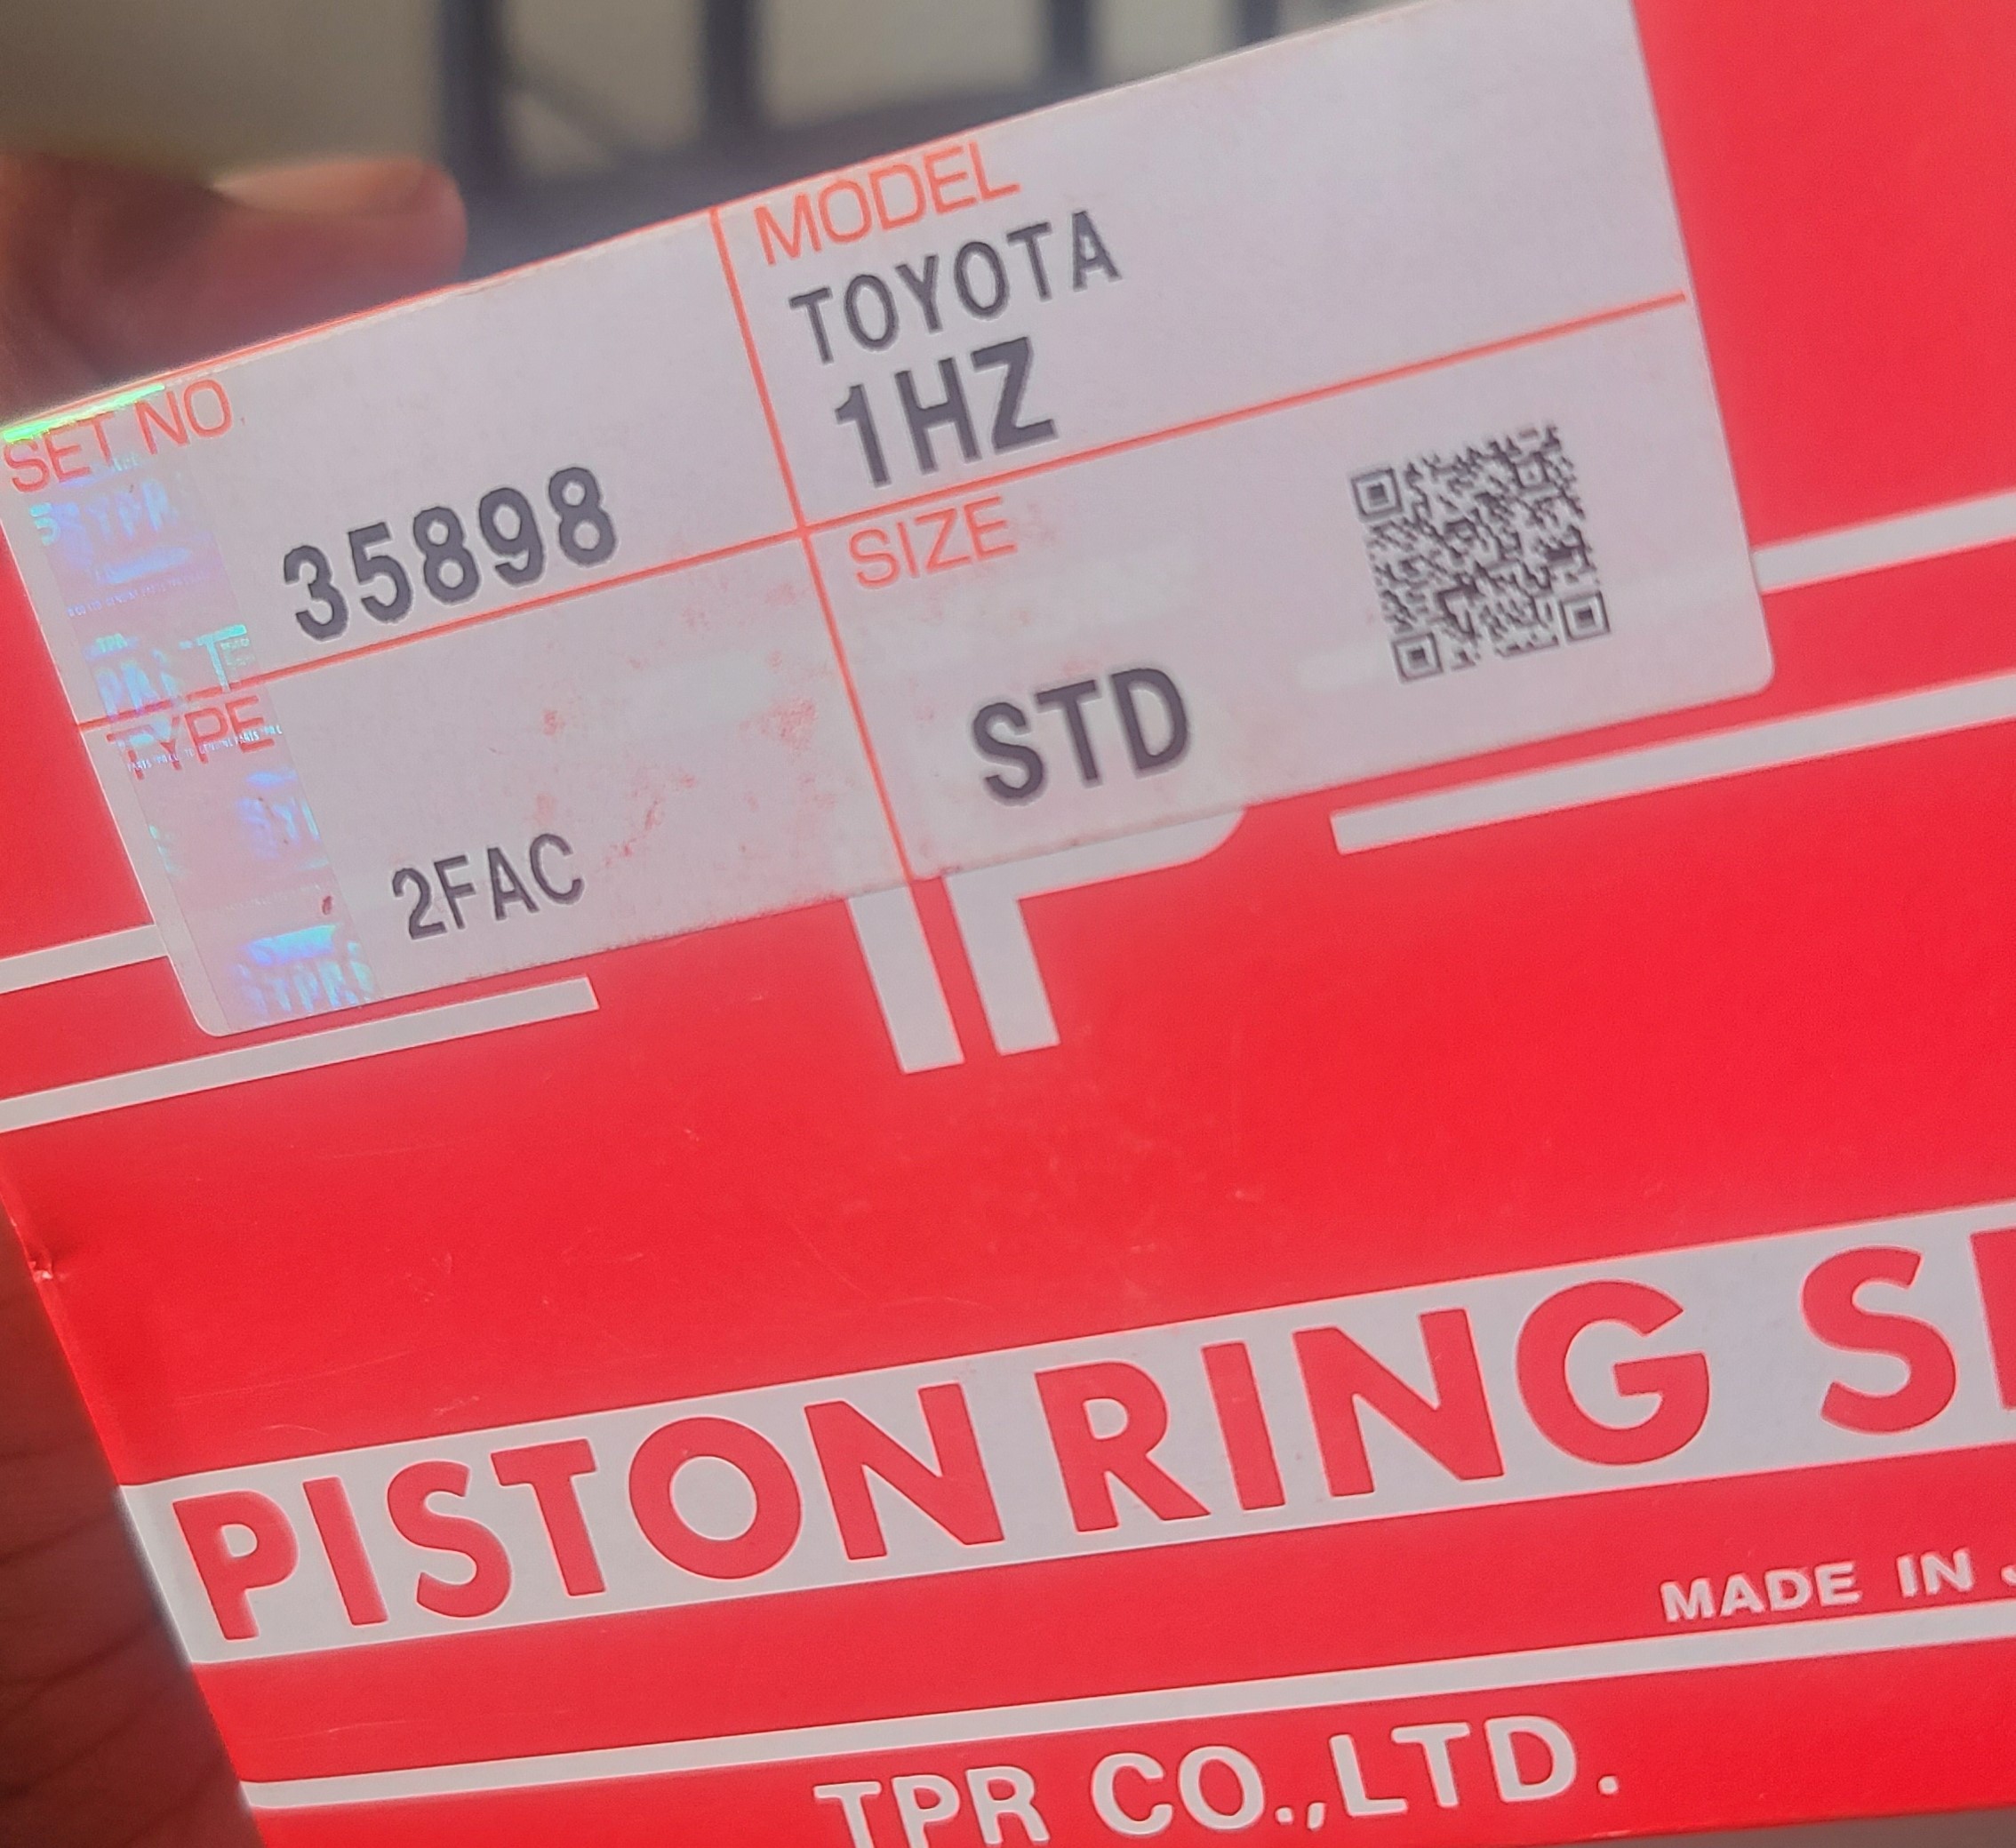 MODEL
TOYOTA
1HZ
SET NO.
35898
SIZE
STD
TYPE
2FAC
PISTON RING
MADE IN
TPR CO.,LTD.